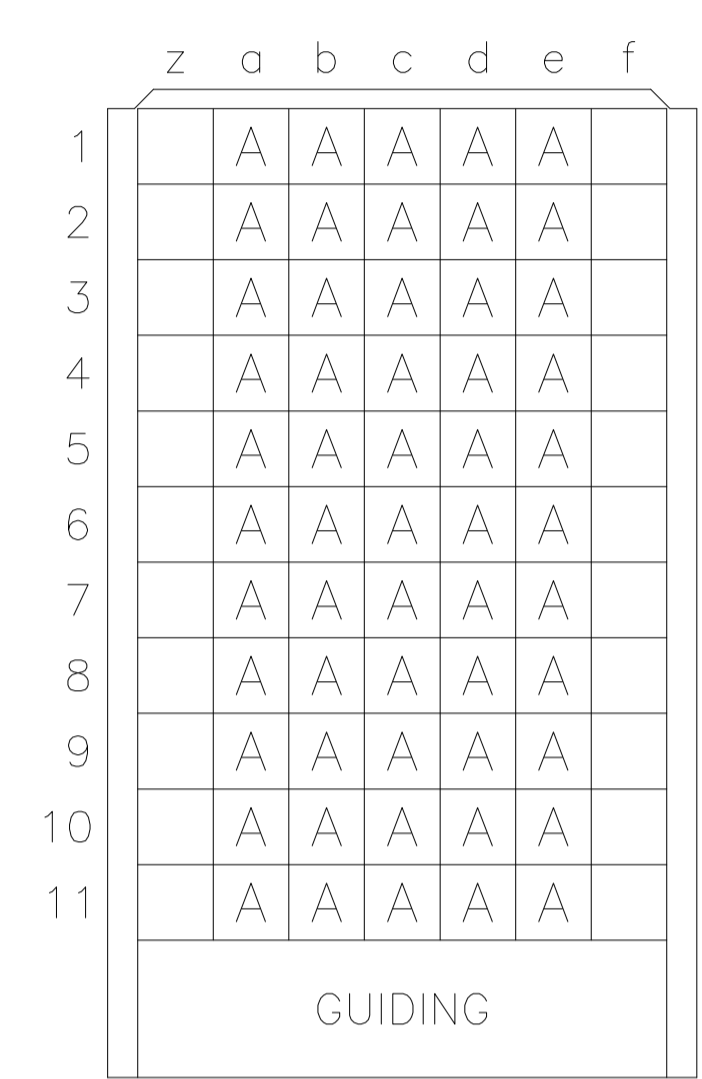 z a b c d e f
1 A A A A A
2 A A A A A
3 A A A A A
4 A A A A A
5 A A A A A
6 A A A A A
7 A A A A A
8 A A A A A
9 A A A A A
10 A A A A A
11 A A A A A
GUIDING